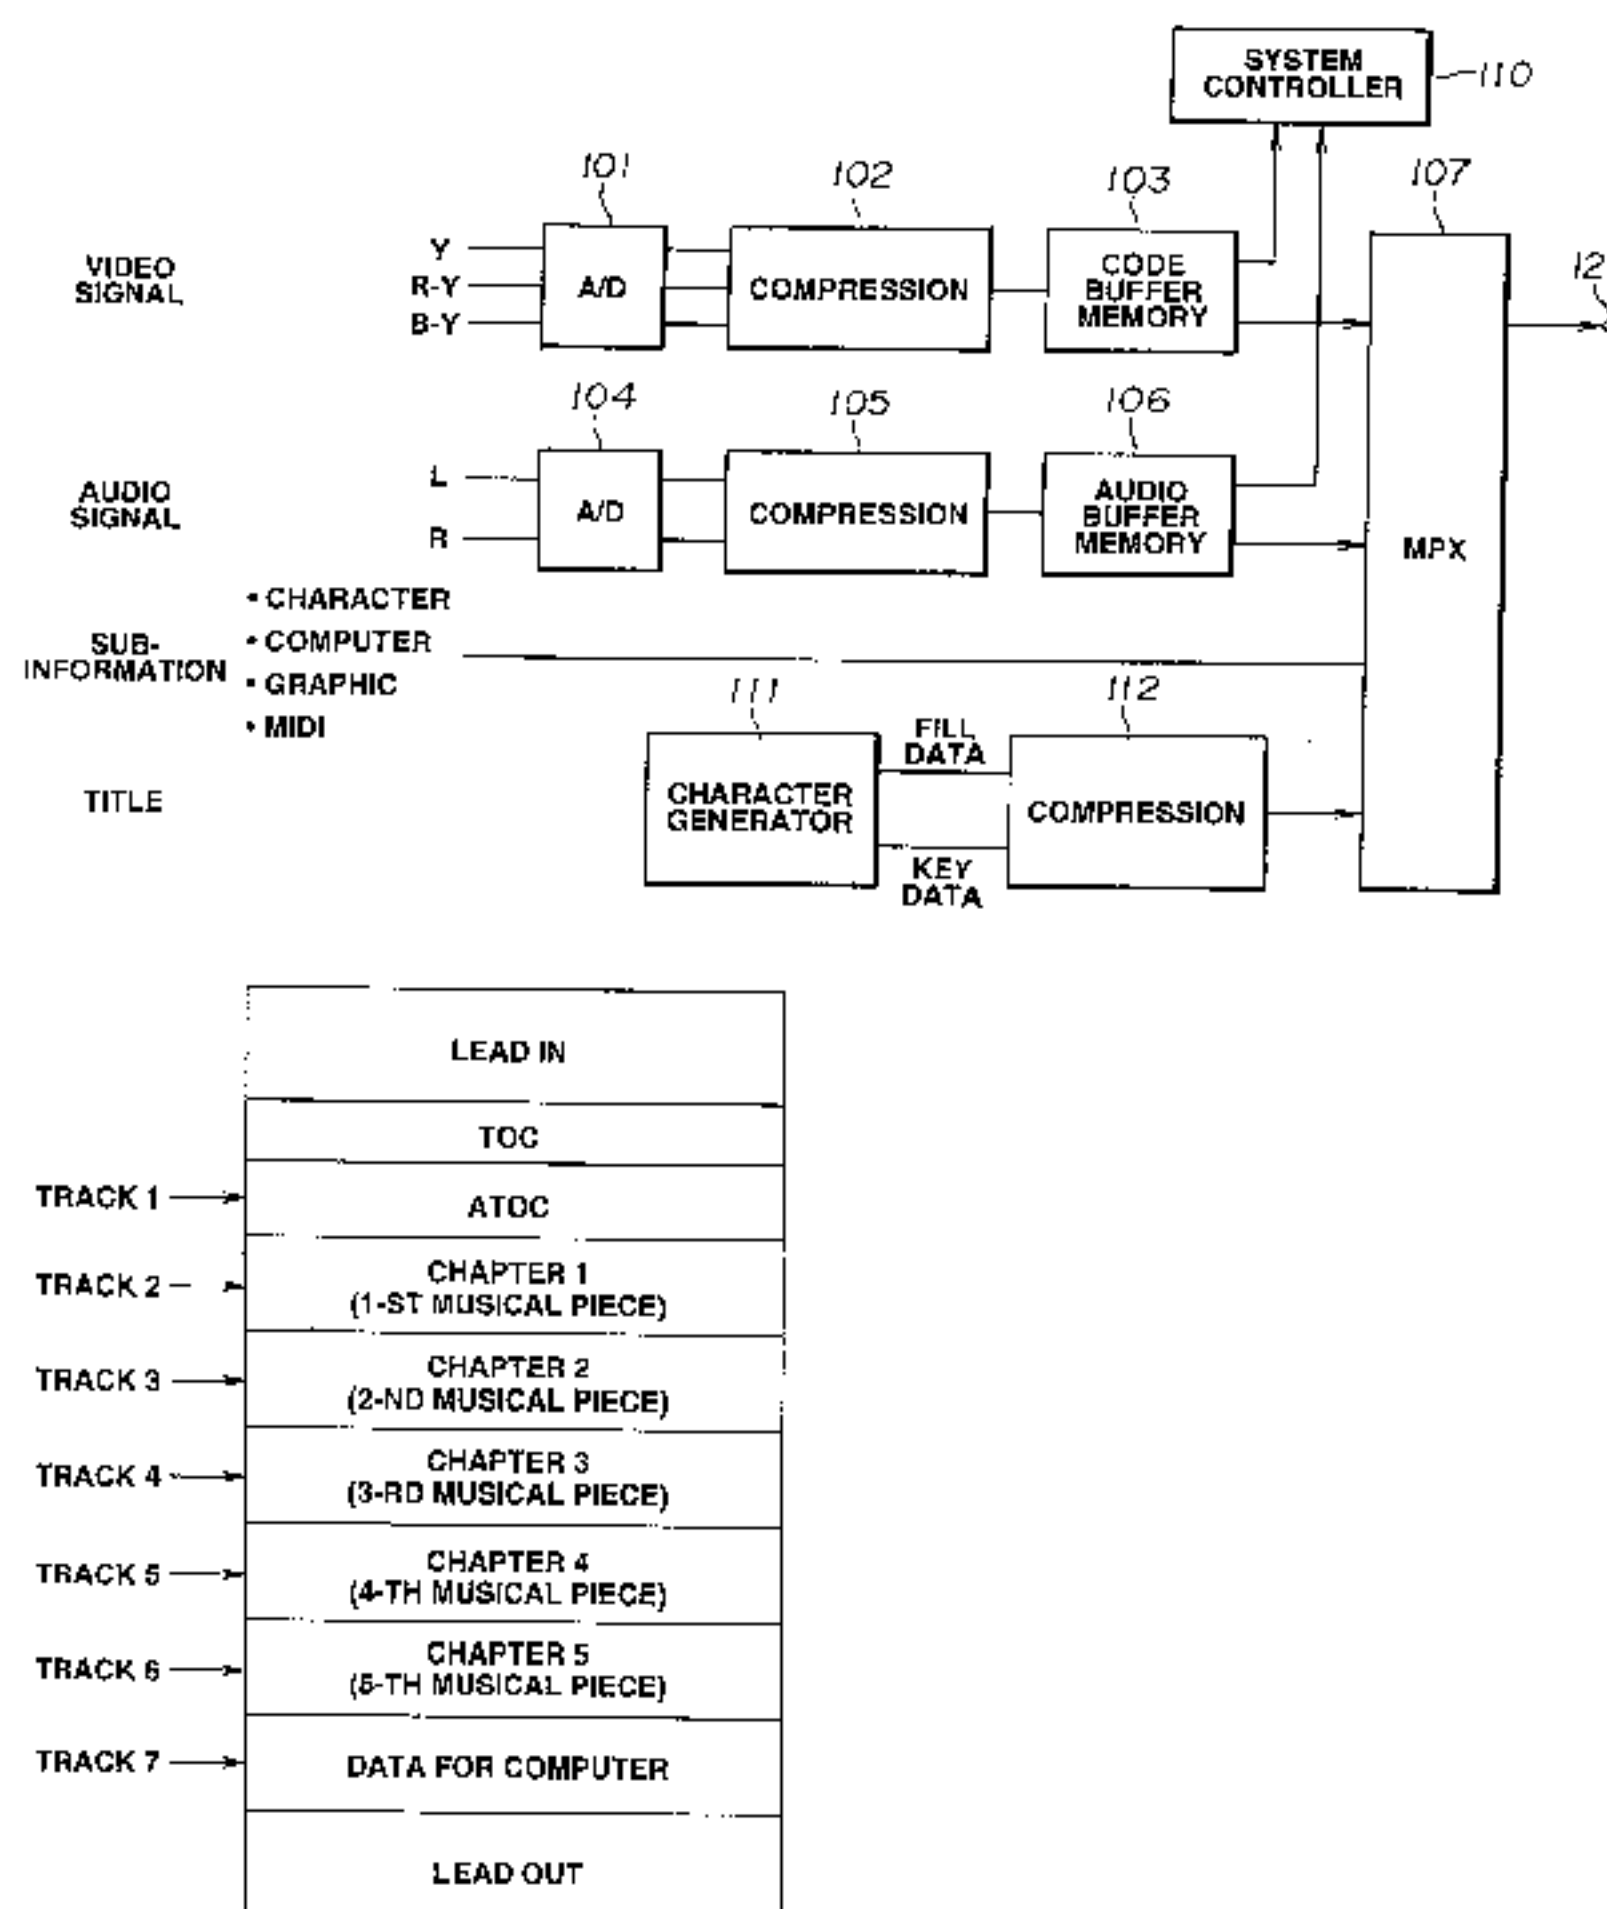 SYSTEM
CONTROLLER
110
101
102
103
107
VIDEO
SIGNAL
Y
R-Y
B-Y
A/D
COMPRESSION
CODE
BUFFER
MEMORY
12
104
105
106
AUDIO
SIGNAL
L
R
A/D
COMPRESSION
AUDIO
BUFFER
MEMORY
MPX
SUB-
INFORMATION
• CHARACTER
• COMPUTER
• GRAPHIC
• MIDI
111
112
FILL
DATA
TITLE
CHARACTER
GENERATOR
COMPRESSION
KEY
DATA
LEAD IN
TOC
TRACK 1
ATOC
TRACK 2
CHAPTER 1
(1-ST MUSICAL PIECE)
TRACK 3
CHAPTER 2
(2-ND MUSICAL PIECE)
TRACK 4
CHAPTER 3
(3-RD MUSICAL PIECE)
TRACK 5
CHAPTER 4
(4-TH MUSICAL PIECE)
TRACK 6
CHAPTER 5
(5-TH MUSICAL PIECE)
TRACK 7
DATA FOR COMPUTER
LEAD OUT